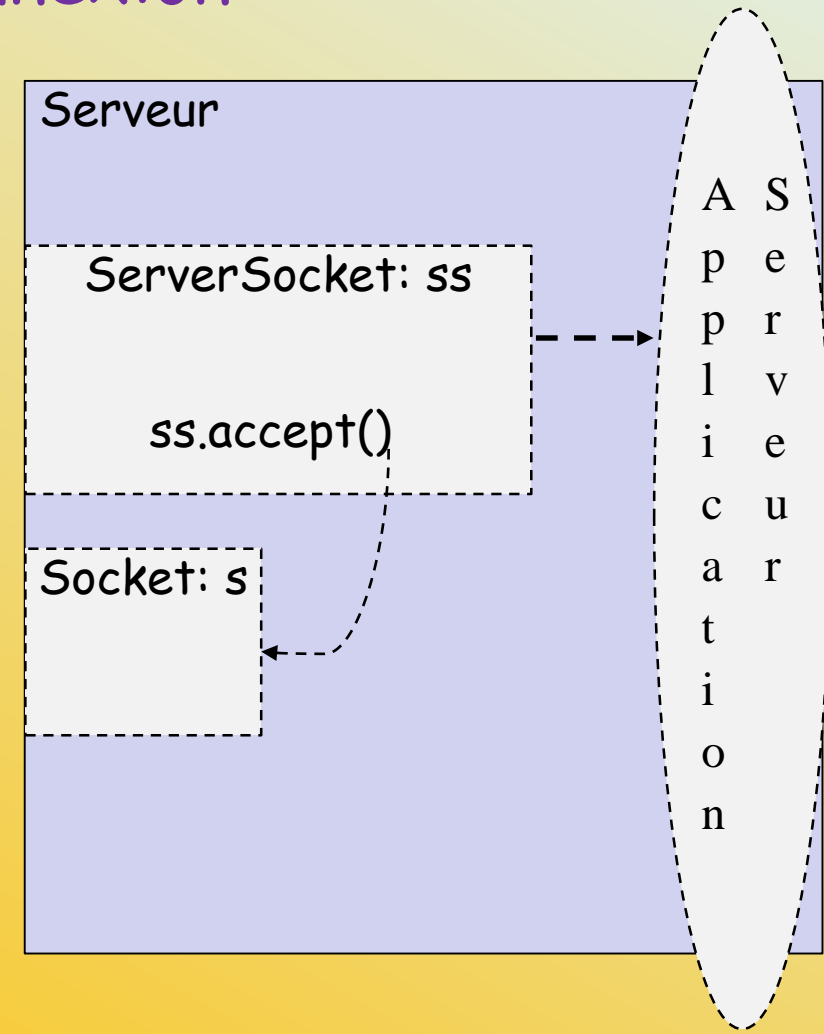 Serveur
ServerSocket: ss
ss.accept()
Socket: s
Application
Serveur